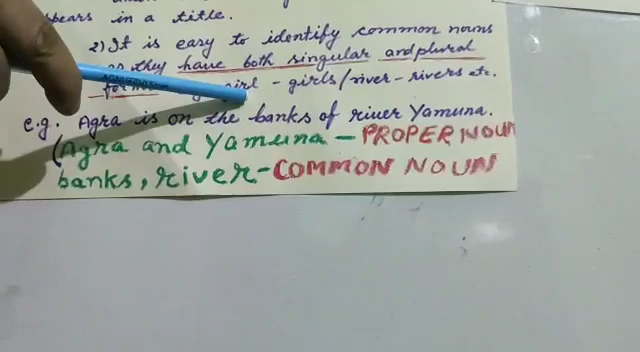 in a title.
2) It is easy to identify common nouns
they have both singular and plural
girl - girls/river - rivers etc.
e.g. Agra is on the banks of river Yamuna.
(Agra and Yamuna - PROPER NOUN
banks, river - COMMON NOUN